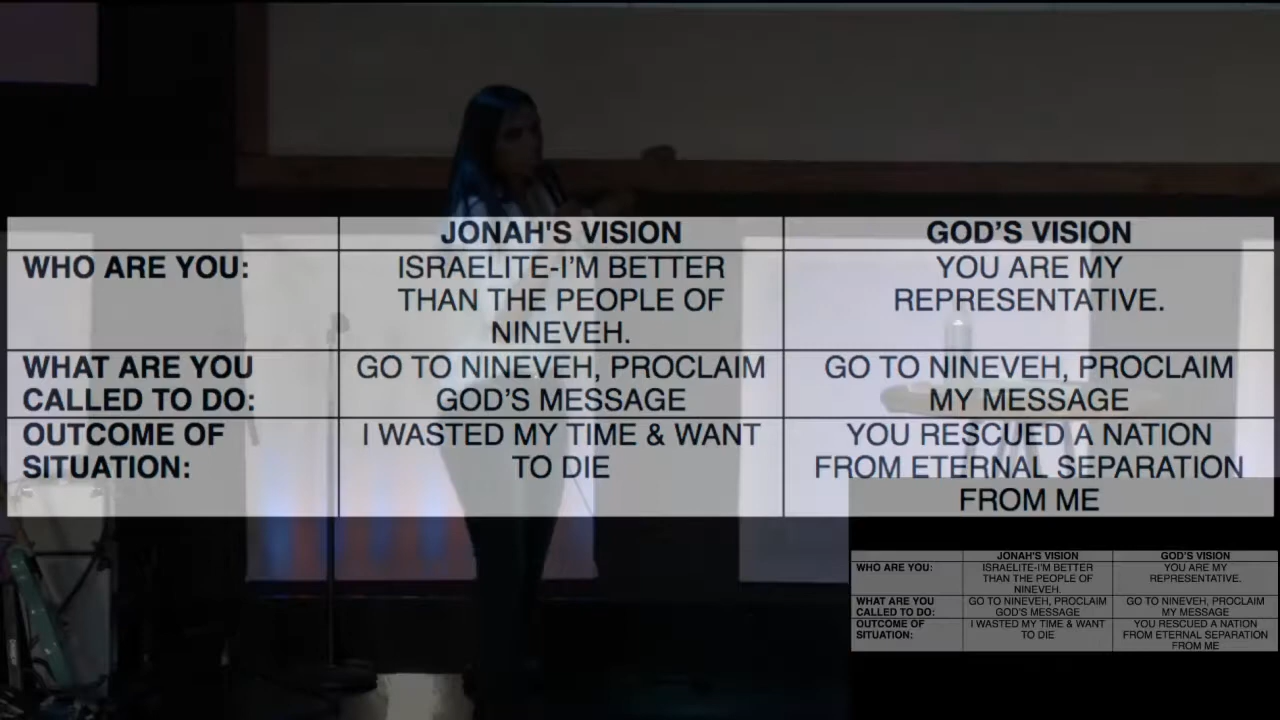 JONAH'S VISION GOD’S VISION
WHO ARE YOU: ISRAELITE-I’M BETTER YOU ARE MY
THAN THE PEOPLE OF REPRESENTATIVE.
NINEVEH.
WHAT ARE YOU GO TO NINEVEH, PROCLAIM GO TO NINEVEH, PROCLAIM
CALLED TO DO: GOD’S MESSAGE MY MESSAGE
OUTCOME OF I WASTED MY TIME & WANT YOU RESCUED A NATION
SITUATION: TO DIE FROM ETERNAL SEPARATION
FROM ME
JONAH'S VISION GOD’S VISION
WHO ARE YOU: ISRAELITE-I’M BETTER YOU ARE MY
THAN THE PEOPLE OF REPRESENTATIVE.
NINEVEH.
WHAT ARE YOU GO TO NINEVEH, PROCLAIM GO TO NINEVEH, PROCLAIM
CALLED TO DO: GOD’S MESSAGE MY MESSAGE
OUTCOME OF I WASTED MY TIME & WANT YOU RESCUED A NATION
SITUATION: TO DIE FROM ETERNAL SEPARATION
FROM ME